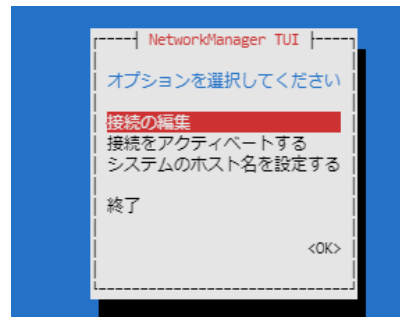 NetworkManager TUI
オプションを選択してください
接続の編集
接続をアクティベートする
システムのホスト名を設定する
終了
<OK>